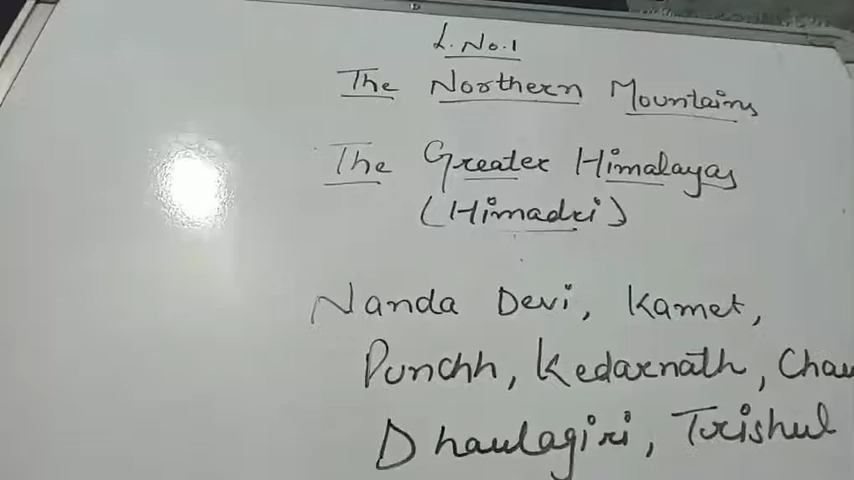 L. No. 1
The Northern Mountains
The Greater Himalayas
(Himadri)
Nanda Devi, Kamet,
Punchh, Kedarnath,
Dhaulagiri, Trishul